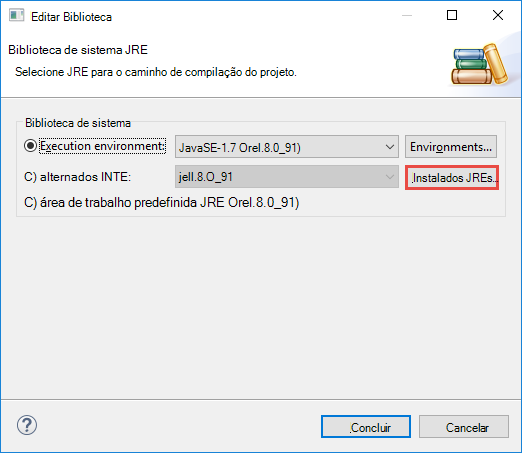 Editar Biblioteca
Biblioteca de sistema JRE
Selecione JRE para o caminho de compilação do projeto.
Biblioteca de sistema
Execution environment: JavaSE-1.7 Orel.8.0_91) Environments...
C) alternados INTE: jell.8.O_91 Instalados JREs..
C) área de trabalho predefinida JRE Orel.8.0_91)
Concluir Cancelar